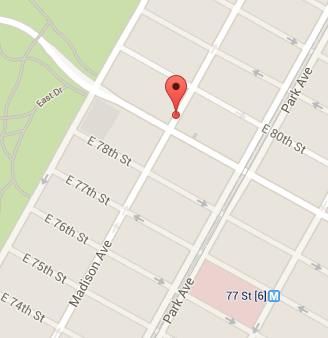 Park Ave
East Dr
E 80th St
E 78th St
E 77th St
E 76th St
Madison Ave
E 75th St
77 St [6] M
Park Ave
E 74th St